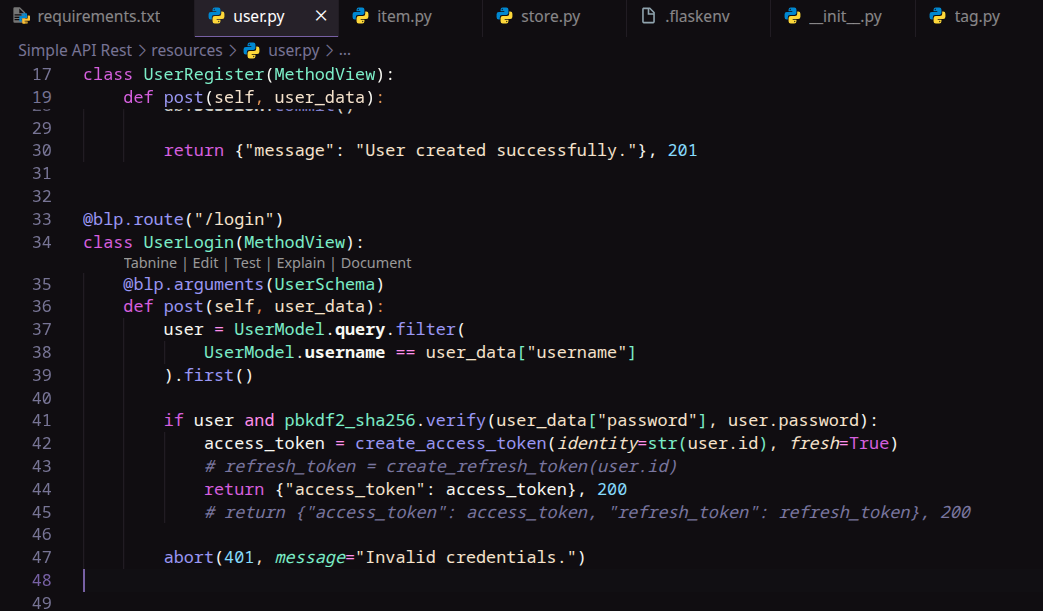 requirements.txt user.py × item.py store.py .flaskenv __init__.py tag.py
Simple API Rest > resources > user.py > ...
17 class UserRegister(MethodView):
19 def post(self, user_data):
28 db.session.commit()
29
30 return {"message": "User created successfully."}, 201
31
32
33 @blp.route("/login")
34 class UserLogin(MethodView):
Tabnine | Edit | Test | Explain | Document
35 @blp.arguments(UserSchema)
36 def post(self, user_data):
37 user = UserModel.query.filter(
38 UserModel.username == user_data["username"]
39 ).first()
40
41 if user and pbkdf2_sha256.verify(user_data["password"], user.password):
42 access_token = create_access_token(identity=str(user.id), fresh=True)
43 # refresh_token = create_refresh_token(user.id)
44 return {"access_token": access_token}, 200
45 # return {"access_token": access_token, "refresh_token": refresh_token}, 200
46
47 abort(401, message="Invalid credentials.")
48
49